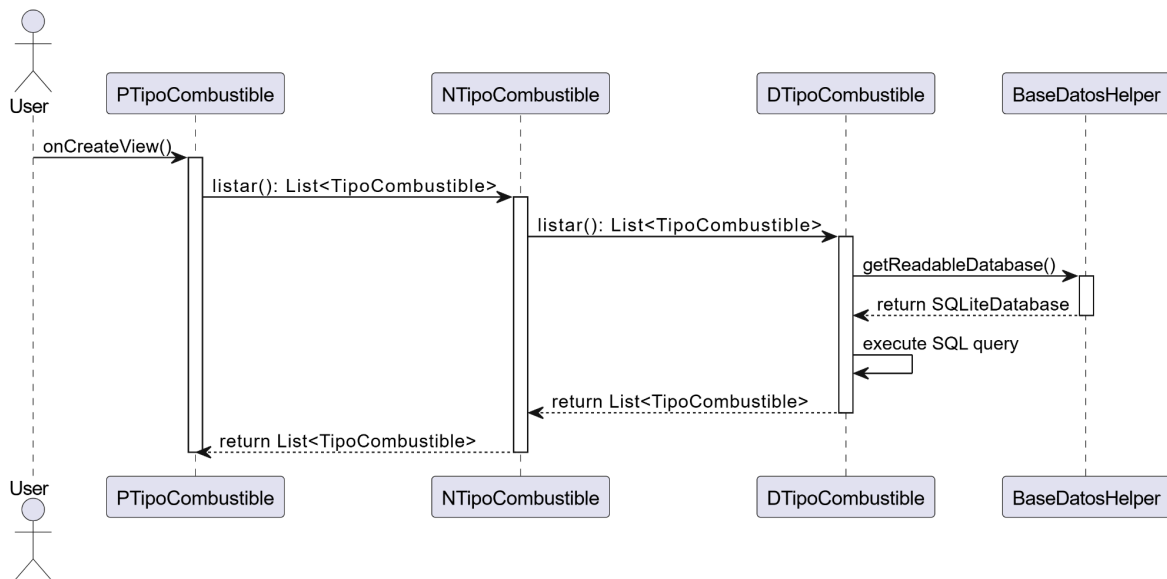 User
PTipoCombustible
NTipoCombustible
DTipoCombustible
BaseDatosHelper
onCreateView()
listar(): List<TipoCombustible>
listar(): List<TipoCombustible>
getReadableDatabase()
return SQLiteDatabase
execute SQL query
return List<TipoCombustible>
return List<TipoCombustible>
User
PTipoCombustible
NTipoCombustible
DTipoCombustible
BaseDatosHelper